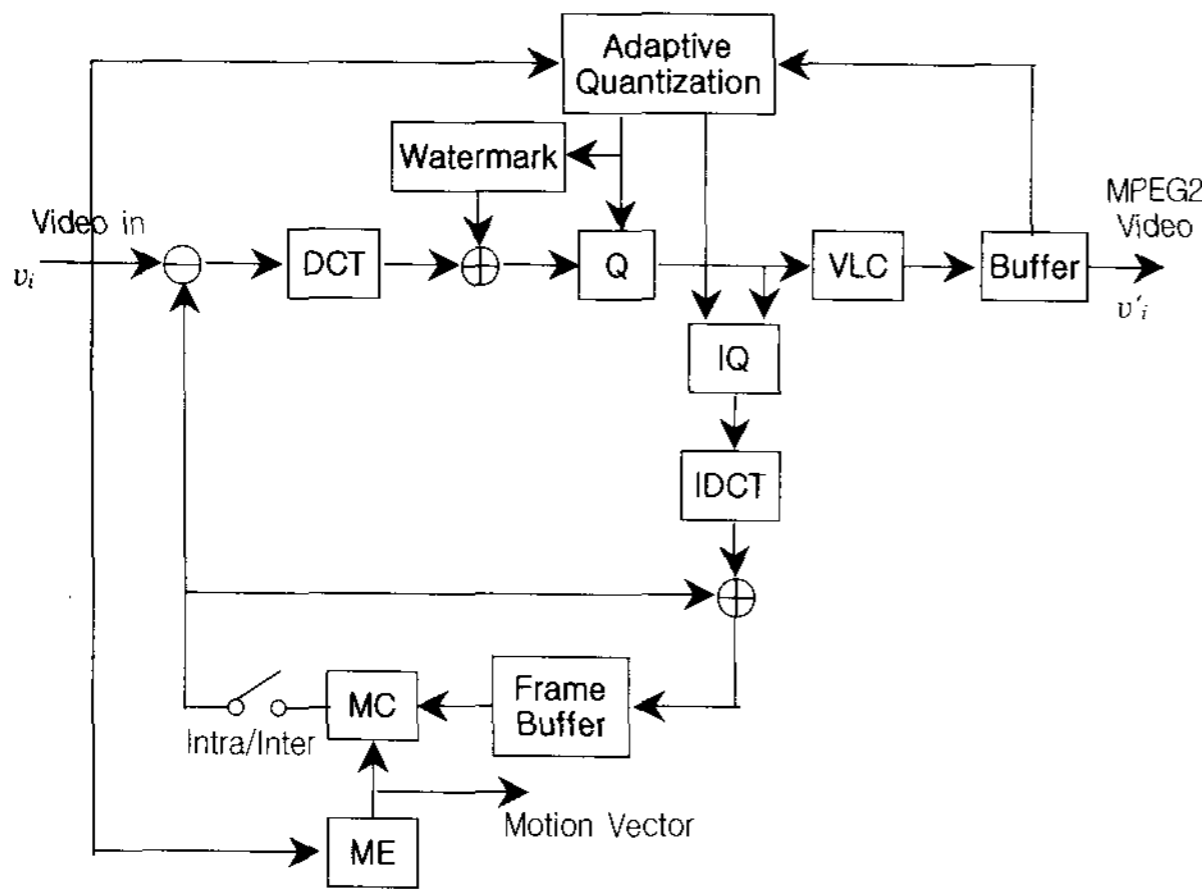 Adaptive
Quantization
Watermark
Video in
MPEG2
Video
DCT
Q
VLC
Buffer
υᵢ
υ′ᵢ
IQ
IDCT
MC
Frame
Buffer
Intra/Inter
Motion Vector
ME